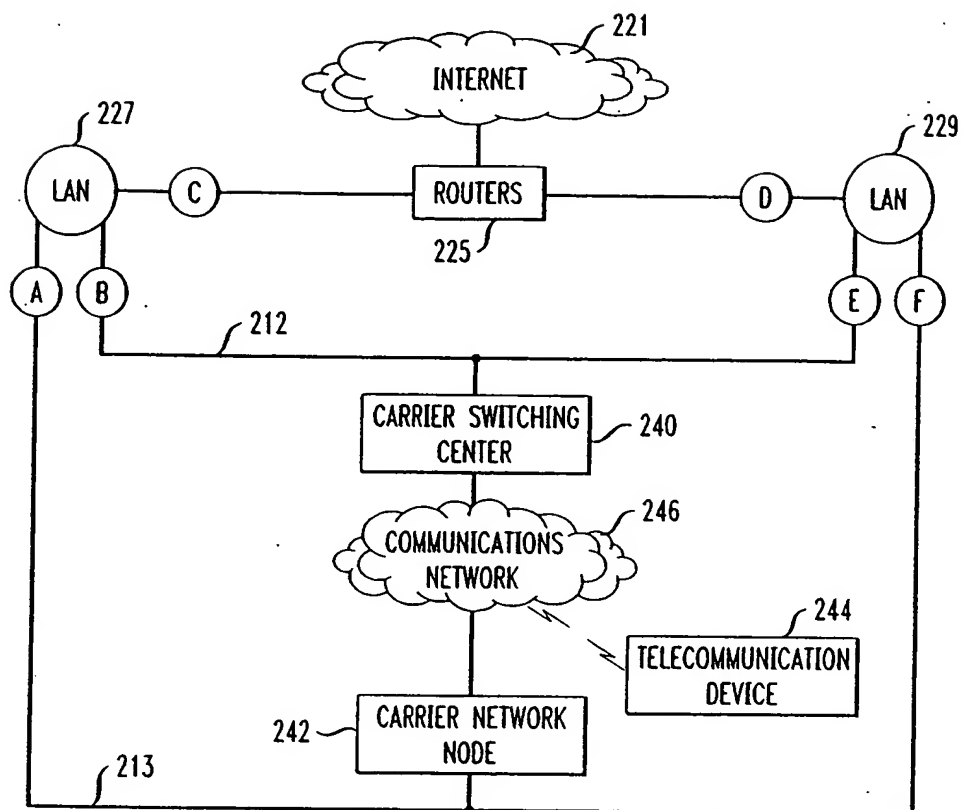 221
INTERNET
227
229
LAN
C
ROUTERS
D
LAN
225
A
B
E
F
212
CARRIER SWITCHING
CENTER
240
COMMUNICATIONS
NETWORK
246
244
TELECOMMUNICATION
DEVICE
242
CARRIER NETWORK
NODE
213